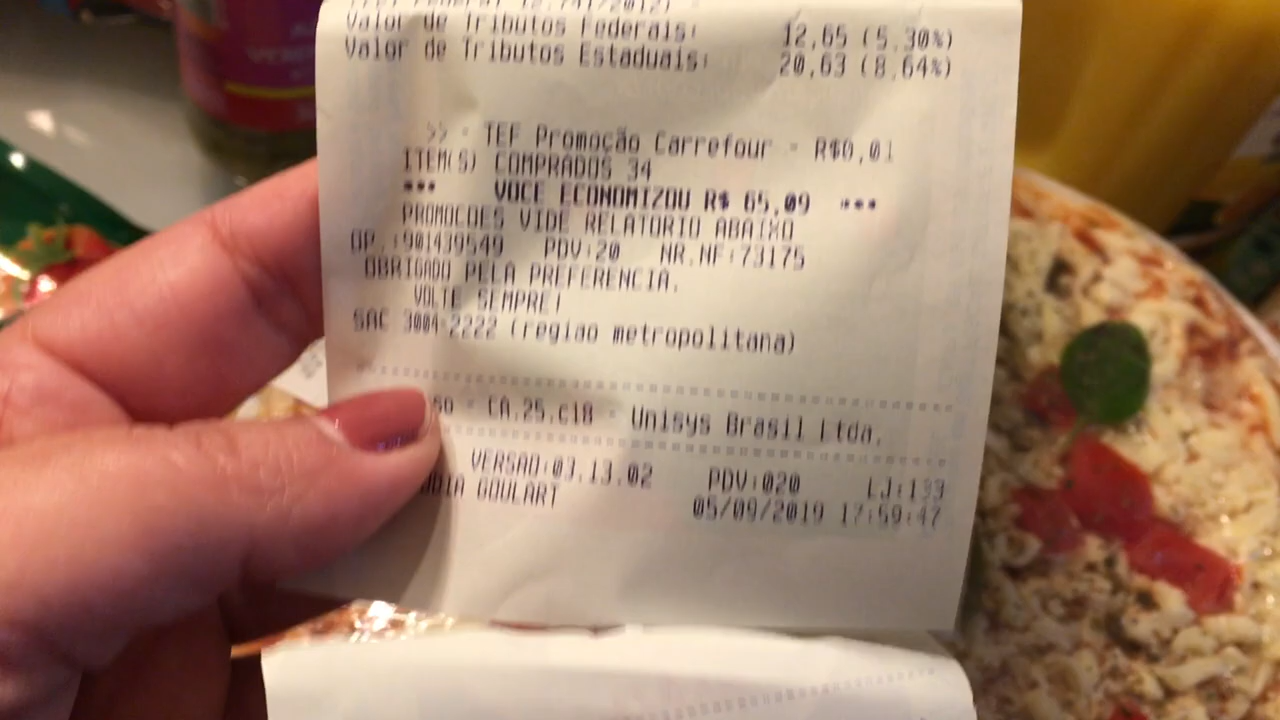 Valor de Tributos Federais: 12,65 (5.30%)
Valor de Tributos Estaduais: 20,63 (8,64%)
>> - TEF Promoção Carrefour - R$0,01
ITEM(S) COMPRADOS 34
*** VOCE ECONOMIZOU R$ 65,09 ***
PROMOCOES VIDE RELATORIO ABAIXO
OP.:901439549 PDV:20 NR.NF:73175
OBRIGADO PELA PREFERENCIA.
VOLTE SEMPRE!
SAC 3004-2222 (regiao metropolitana)
so - CA.25.c18 - Unisys Brasil Ltda.
VERSAO:03.13.02 PDV:020 LJ:133
UDIA GOULART 05/09/2019 17:59:47